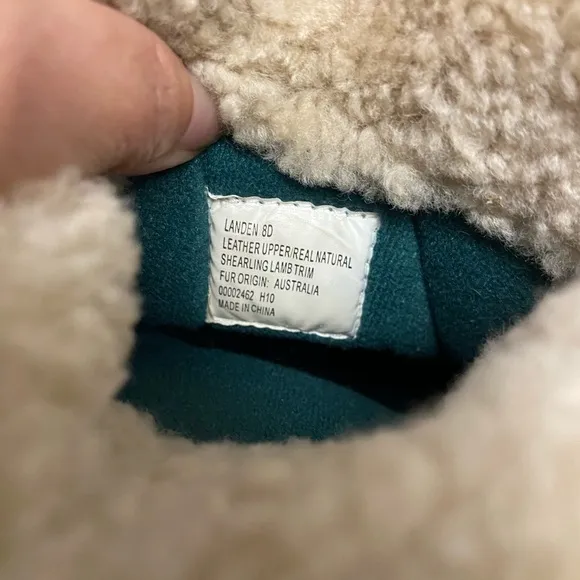 LANDEN 8D
LEATHER UPPER/REAL NATURAL
SHEARLING LAMB TRIM
FUR ORIGIN: AUSTRALIA
00002462 H10
MADE IN CHINA